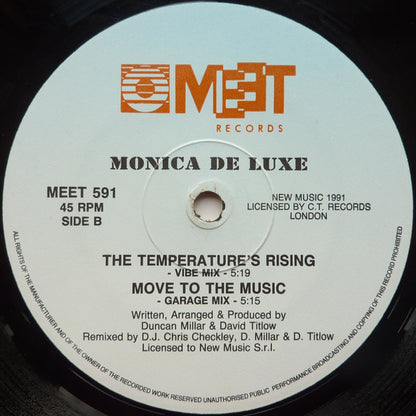 MEET
RECORDS
MONICA DE LUXE
MEET 591
45 RPM
SIDE B
NEW MUSIC 1991
LICENSED BY C.T. RECORDS
LONDON
THE TEMPERATURE'S RISING
- VIBE MIX - 5:19
MOVE TO THE MUSIC
- GARAGE MIX - 5:15
Written, Arranged & Produced by
Duncan Millar & David Titlow
Remixed by D.J. Chris Checkley, D. Millar & D. Titlow
Licensed to New Music S.r.l.
ALL RIGHTS OF THE MANUFACTURER AND OF THE OWNER OF THE RECORDED WORK RESERVED UNAUTHORISED PUBLIC PERFORMANCE BROADCASTING AND COPYING OF THIS RECORD PROHIBITED